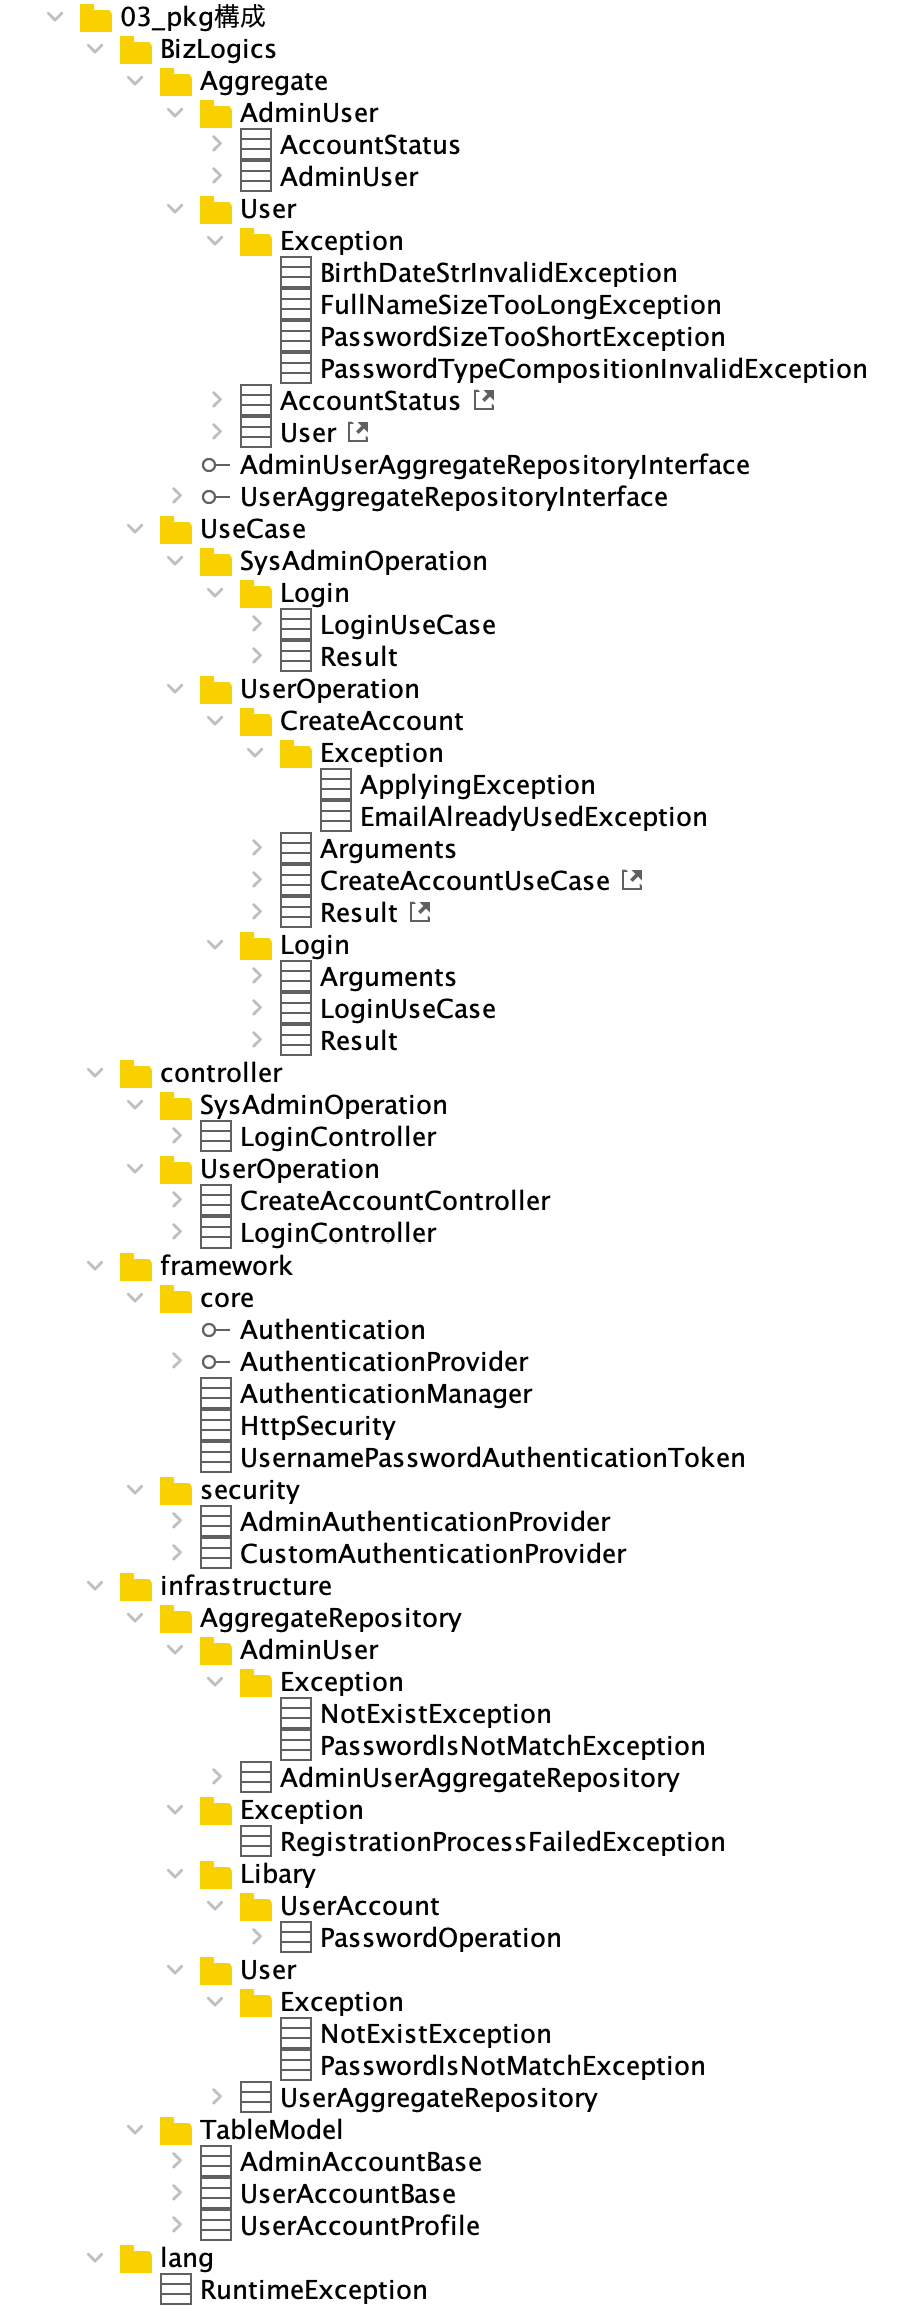 03_pkg構成
BizLogics
Aggregate
AdminUser
AccountStatus
AdminUser
User
Exception
BirthDateStrInvalidException
FullNameSizeTooLongException
PasswordSizeTooShortException
PasswordTypeCompositionInvalidException
AccountStatus
User
AdminUserAggregateRepositoryInterface
UserAggregateRepositoryInterface
UseCase
SysAdminOperation
Login
LoginUseCase
Result
UserOperation
CreateAccount
Exception
ApplyingException
EmailAlreadyUsedException
Arguments
CreateAccountUseCase
Result
Login
Arguments
LoginUseCase
Result
controller
SysAdminOperation
LoginController
UserOperation
CreateAccountController
LoginController
framework
core
Authentication
AuthenticationProvider
AuthenticationManager
HttpSecurity
UsernamePasswordAuthenticationToken
security
AdminAuthenticationProvider
CustomAuthenticationProvider
infrastructure
AggregateRepository
AdminUser
Exception
NotExistException
PasswordIsNotMatchException
AdminUserAggregateRepository
Exception
RegistrationProcessFailedException
Libary
UserAccount
PasswordOperation
User
Exception
NotExistException
PasswordIsNotMatchException
UserAggregateRepository
TableModel
AdminAccountBase
UserAccountBase
UserAccountProfile
lang
RuntimeException